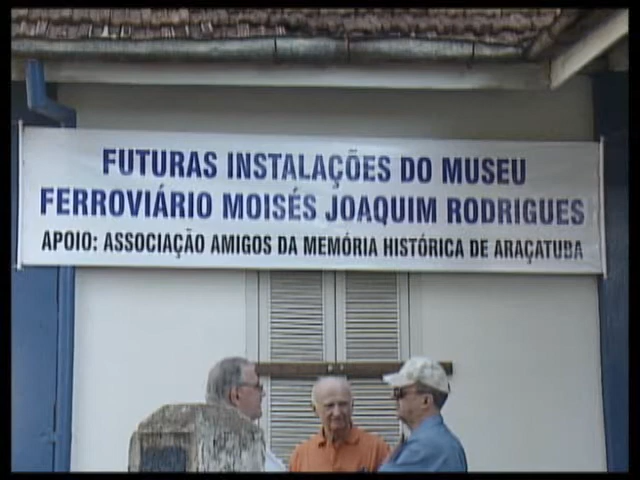 FUTURAS INSTALAÇÕES DO MUSEU
FERROVIÁRIO MOISÉS JOAQUIM RODRIGUES
APOIO: ASSOCIAÇÃO AMIGOS DA MEMÓRIA HISTÓRICA DE ARAÇATUBA